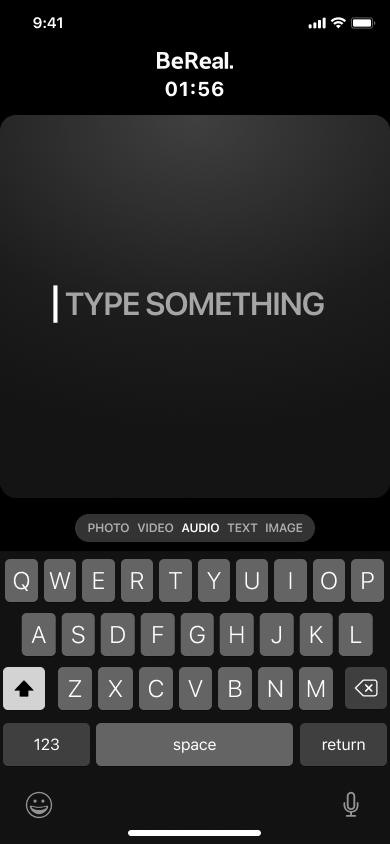 9:41
BeReal.
01:56
TYPE SOMETHING
PHOTO VIDEO AUDIO TEXT IMAGE
Q W E R T Y U I O P
A S D F G H J K L
Z X C V B N M
123 space return